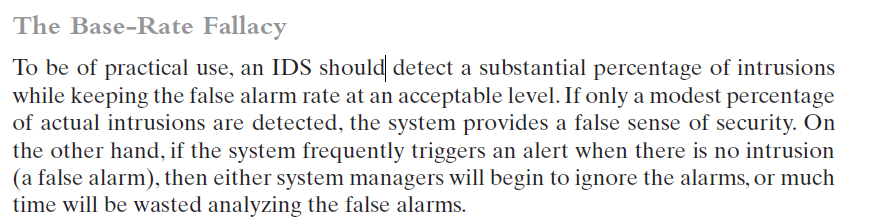 The Base-Rate Fallacy
To be of practical use, an IDS should detect a substantial percentage of intrusions
while keeping the false alarm rate at an acceptable level. If only a modest percentage
of actual intrusions are detected, the system provides a false sense of security. On
the other hand, if the system frequently triggers an alert when there is no intrusion
(a false alarm), then either system managers will begin to ignore the alarms, or much
time will be wasted analyzing the false alarms.